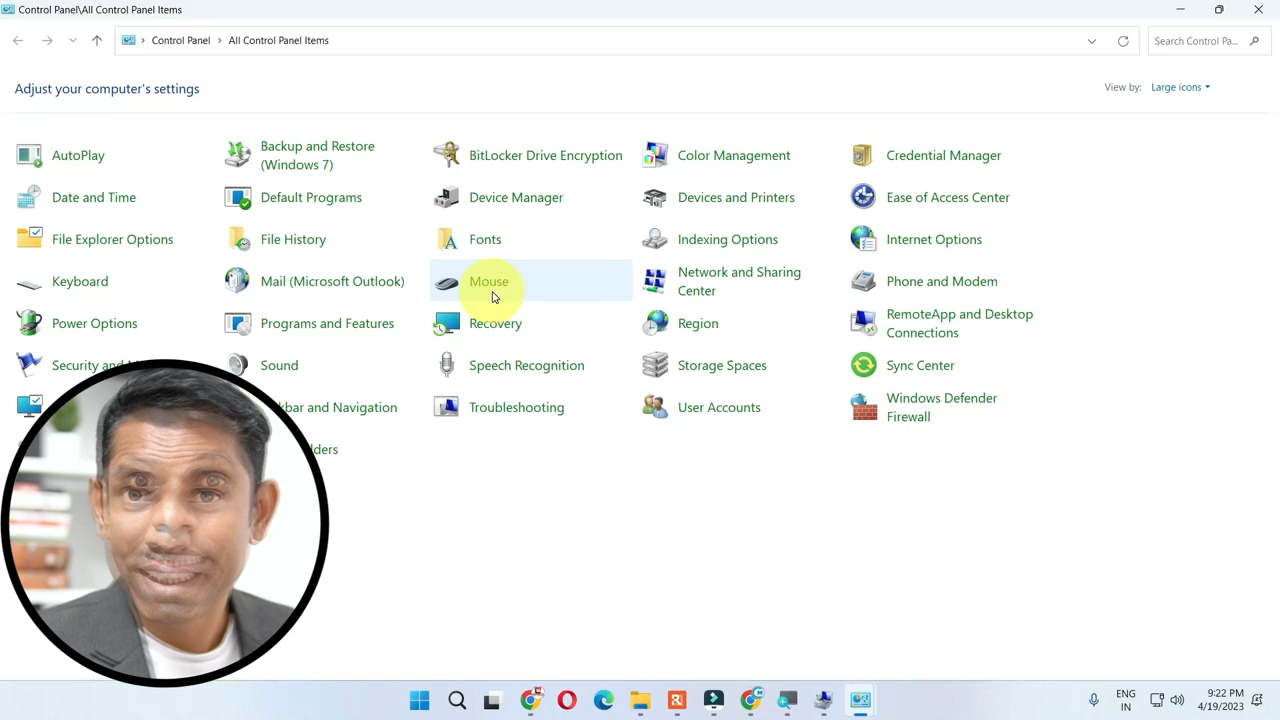 Control Panel\All Control Panel Items
Control Panel > All Control Panel Items
Search Control Pa...
Adjust your computer's settings
View by: Large icons
AutoPlay
Backup and Restore
(Windows 7)
BitLocker Drive Encryption
Color Management
Credential Manager
Date and Time
Default Programs
Device Manager
Devices and Printers
Ease of Access Center
File Explorer Options
File History
Fonts
Indexing Options
Internet Options
Keyboard
Mail (Microsoft Outlook)
Mouse
Network and Sharing
Center
Phone and Modem
Power Options
Programs and Features
Recovery
Region
RemoteApp and Desktop
Connections
Security and
Sound
Speech Recognition
Storage Spaces
Sync Center
kbar and Navigation
Troubleshooting
User Accounts
Windows Defender
Firewall
ders
ENG
IN
9:22 PM
4/19/2023